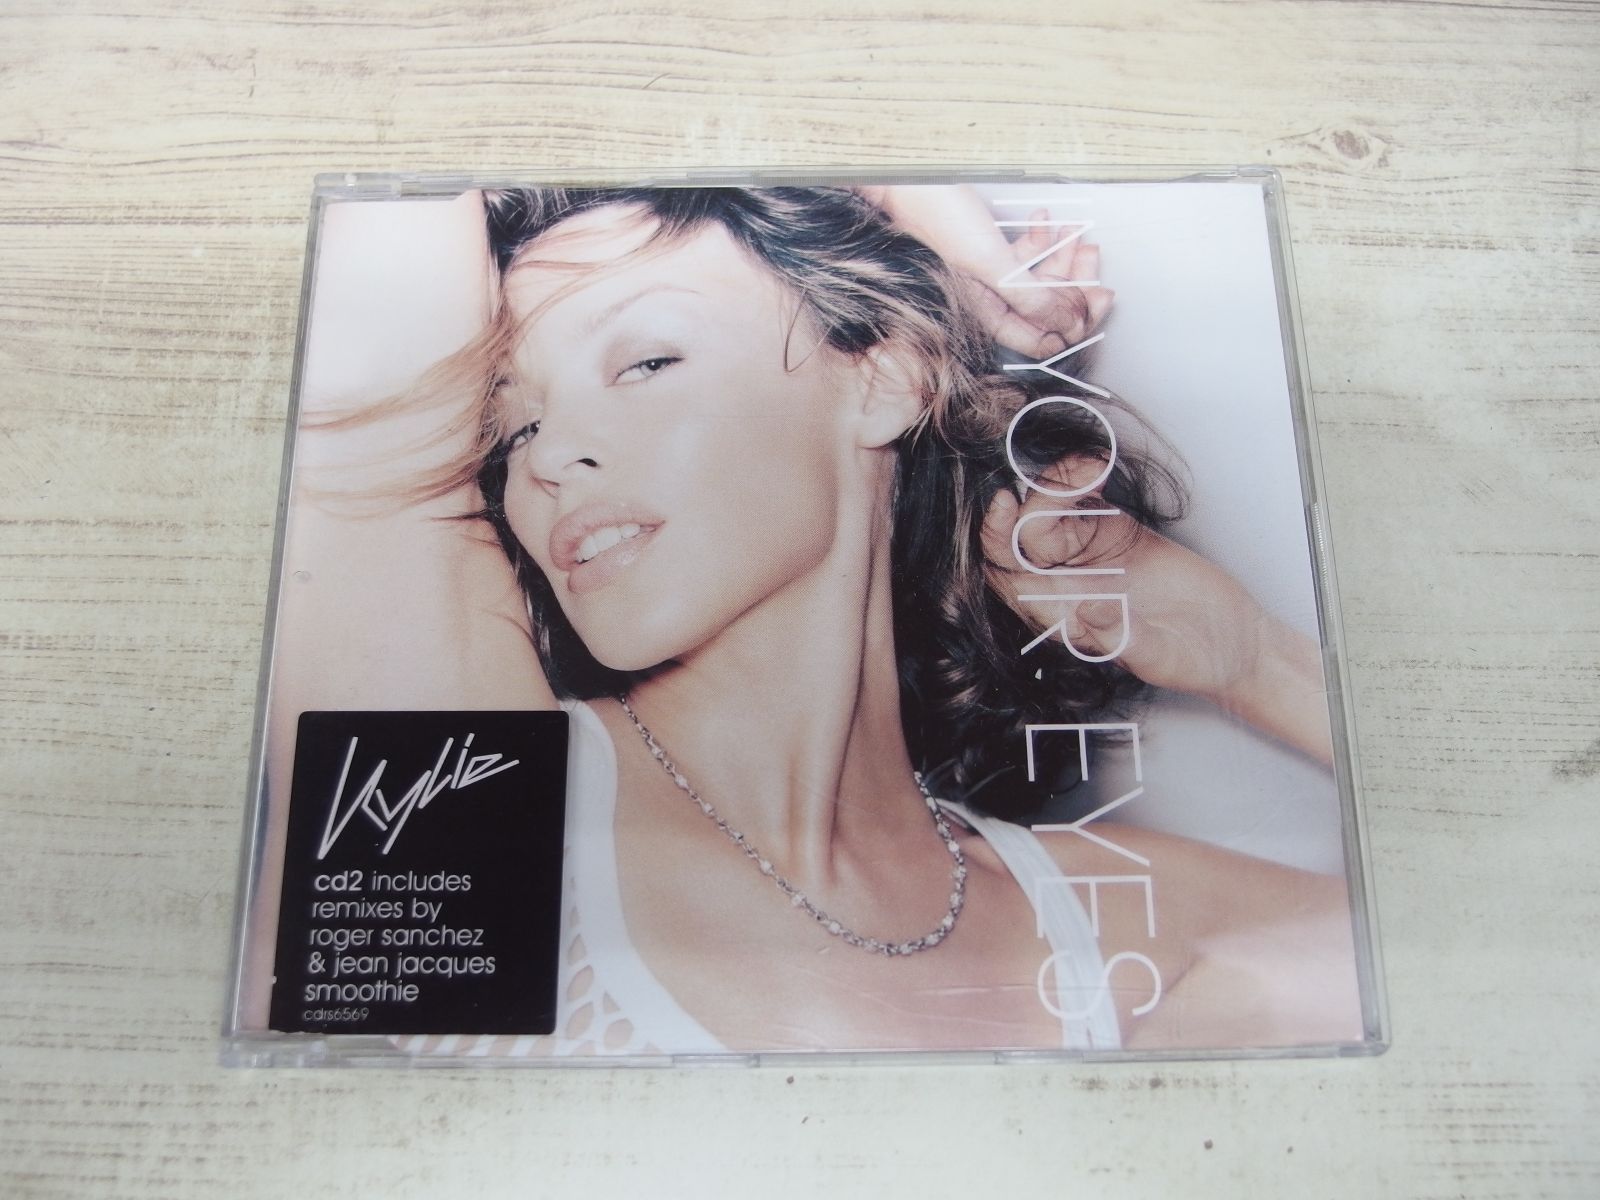 IN YOUR EYES
Kylie
cd2 includes
remixes by
roger sanchez
& jean jacques
smoothie
cdrs6569